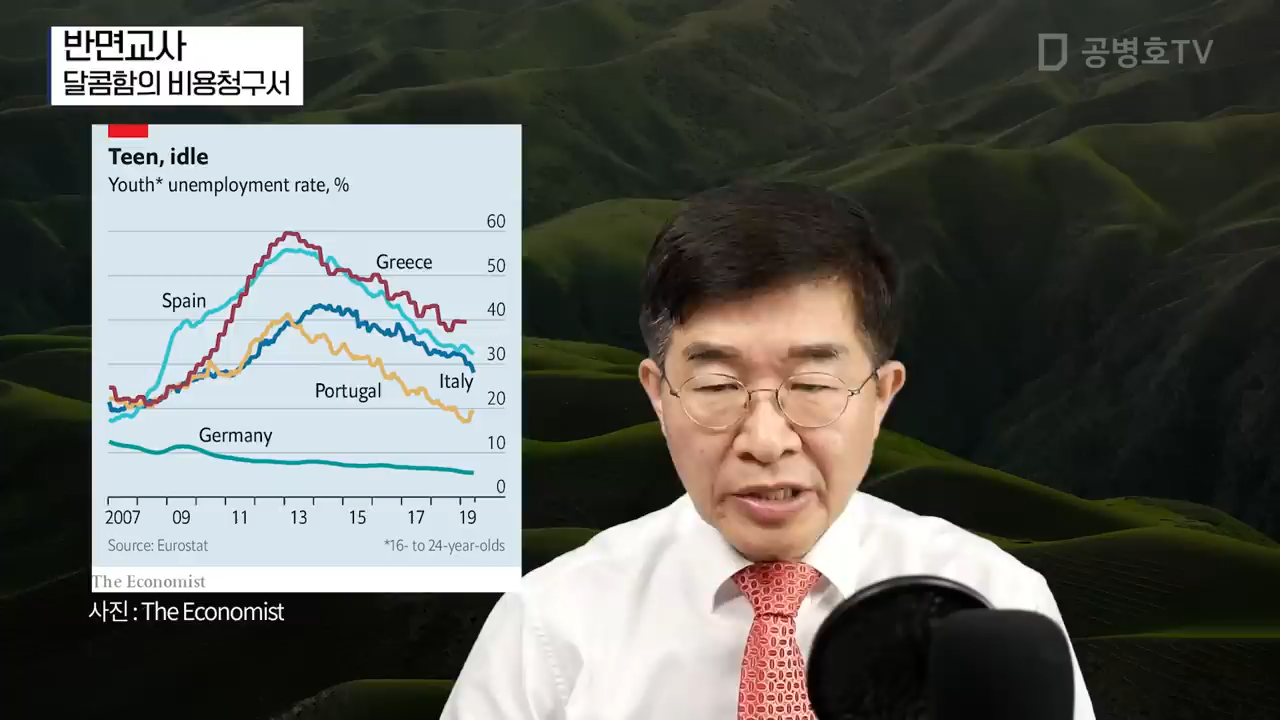 반면교사
달콤함의 비용청구서
공병호TV
Teen, idle
Youth* unemployment rate, %
60
50
40
30
20
10
0
Greece
Spain
Italy
Portugal
Germany
2007 09 11 13 15 17 19
Source: Eurostat *16- to 24-year-olds
The Economist
사진 : The Economist